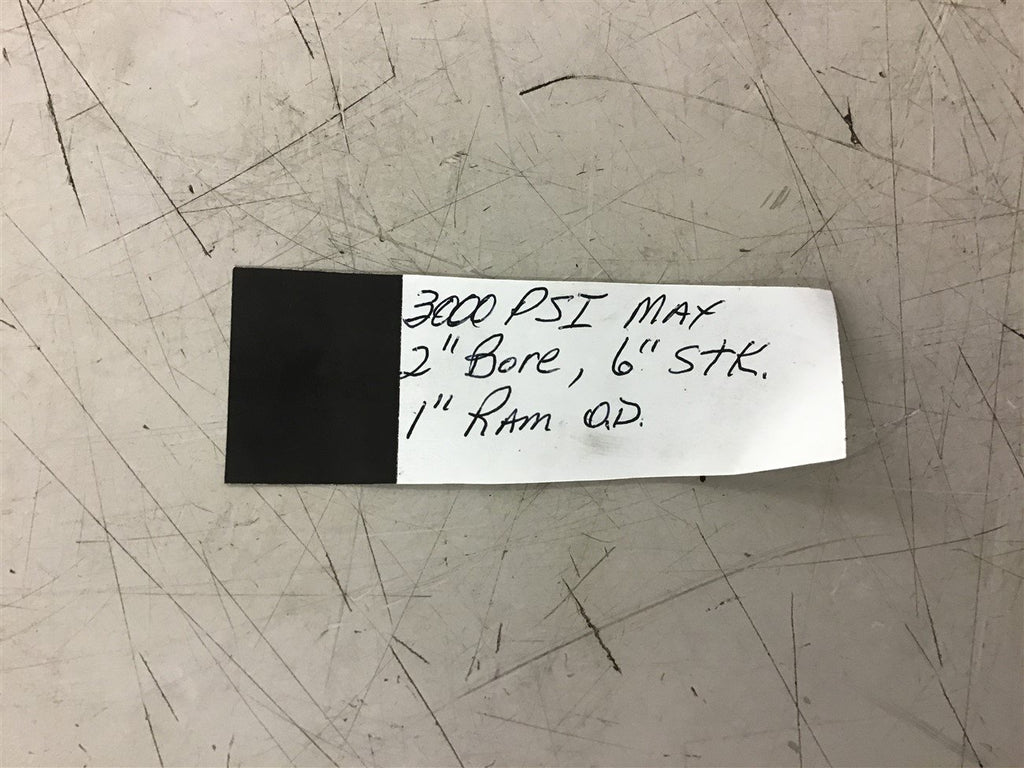 3000 PSI MAX
2" Bore, 6" STK.
1" RAM O.D.